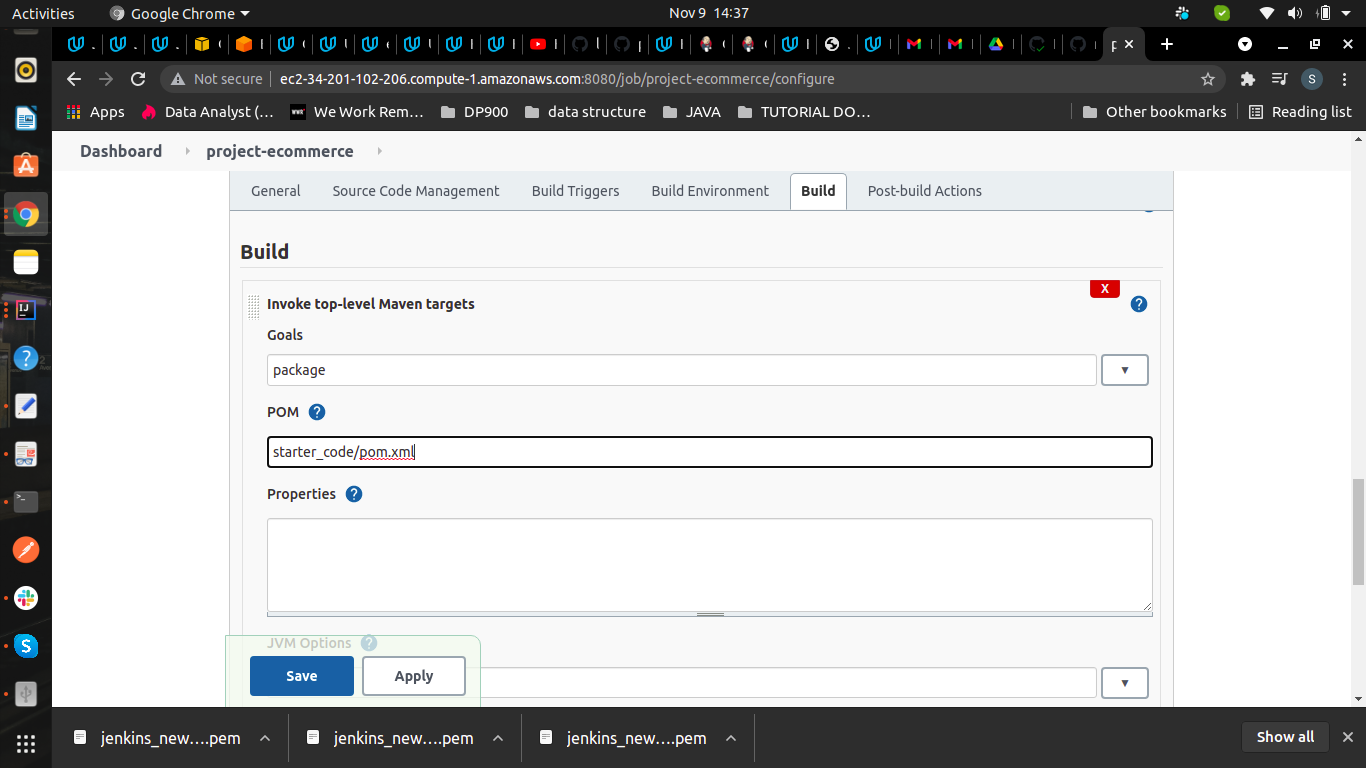 Activities
Google Chrome
Nov 9 14:37
Not secure
ec2-34-201-102-206.compute-1.amazonaws.com:8080/job/project-ecommerce/configure
S
Apps
Data Analyst (...
We Work Rem...
DP900
data structure
JAVA
TUTORIAL DO...
Other bookmarks
Reading list
Dashboard
project-ecommerce
General
Source Code Management
Build Triggers
Build Environment
Build
Post-build Actions
Build
X
Invoke top-level Maven targets
?
Goals
package
POM ?
starter_code/pom.xml
Properties ?
JVM Options ?
Save
Apply
jenkins_new....pem
jenkins_new....pem
jenkins_new....pem
Show all